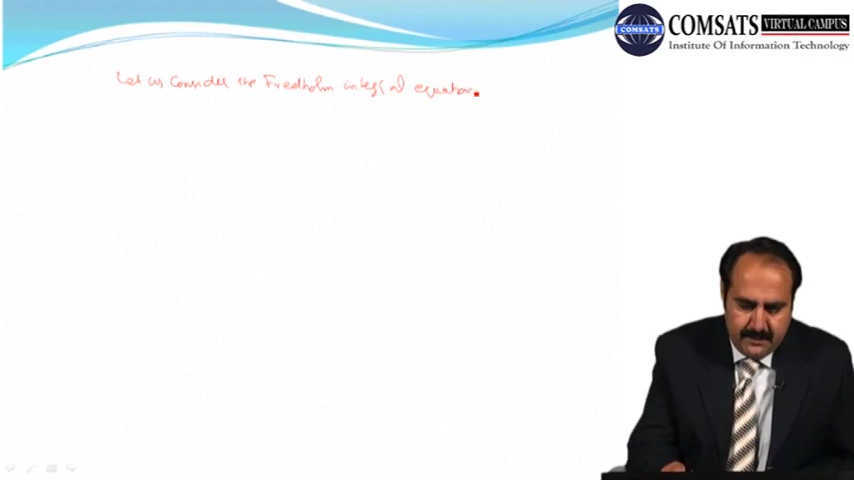 COMSATS VIRTUAL CAMPUS
Institute Of Information Technology
COMSATS
Let us Consider the Fredholm integral equation